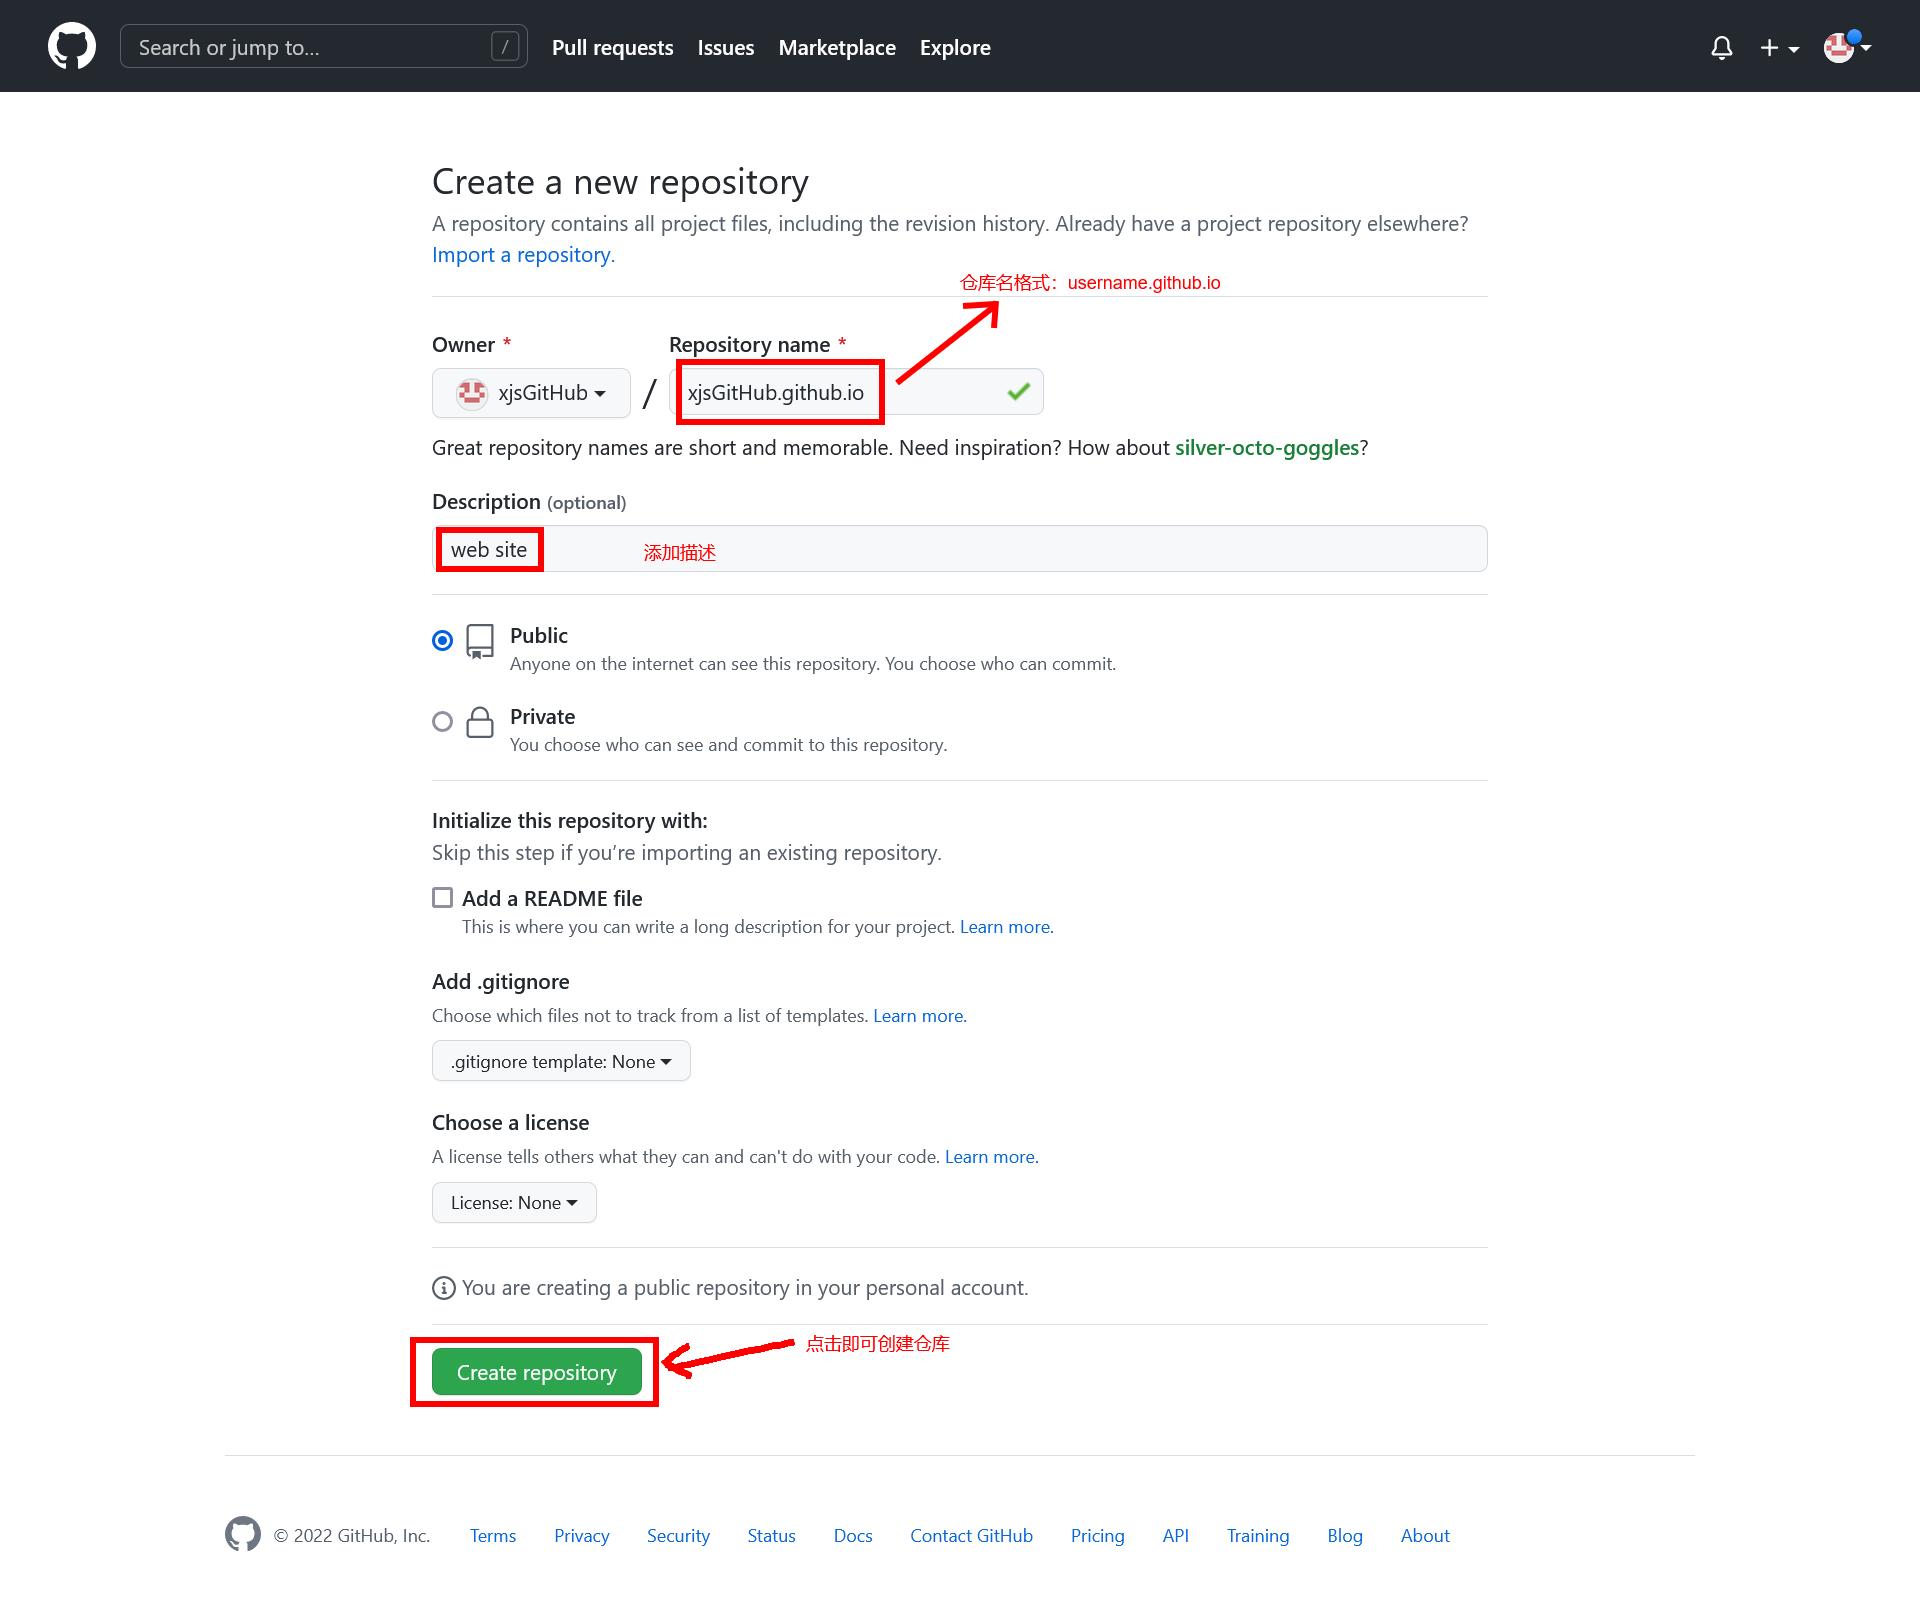 Search or jump to...
/
Pull requests
Issues
Marketplace
Explore
Create a new repository
A repository contains all project files, including the revision history. Already have a project repository elsewhere?
Import a repository.
仓库名格式：username.github.io
Owner *
Repository name *
xjsGitHub
/
xjsGitHub.github.io
Great repository names are short and memorable. Need inspiration? How about silver-octo-goggles?
Description (optional)
web site
添加描述
Public
Anyone on the internet can see this repository. You choose who can commit.
Private
You choose who can see and commit to this repository.
Initialize this repository with:
Skip this step if you’re importing an existing repository.
Add a README file
This is where you can write a long description for your project. Learn more.
Add .gitignore
Choose which files not to track from a list of templates. Learn more.
.gitignore template: None
Choose a license
A license tells others what they can and can't do with your code. Learn more.
License: None
You are creating a public repository in your personal account.
点击即可创建仓库
Create repository
© 2022 GitHub, Inc.
Terms
Privacy
Security
Status
Docs
Contact GitHub
Pricing
API
Training
Blog
About